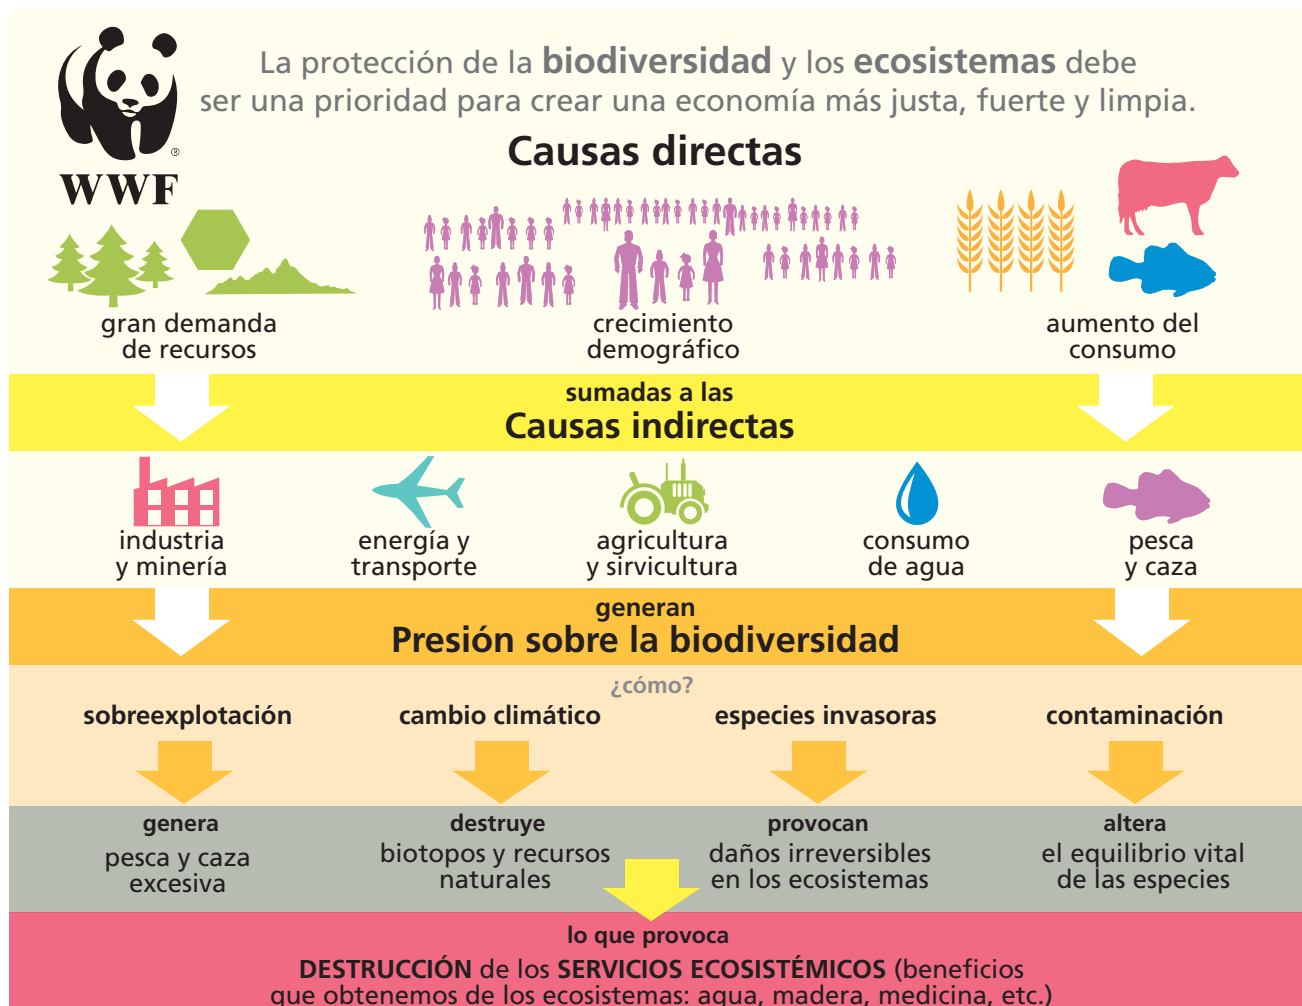 La protección de la biodiversidad y los ecosistemas debe
ser una prioridad para crear una economía más justa, fuerte y limpia.
®
WWF
Causas directas
gran demanda
de recursos
crecimiento
demográfico
aumento del
consumo
sumadas a las
Causas indirectas
industria
y minería
energía y
transporte
agricultura
y sirvicultura
consumo
de agua
pesca
y caza
generan
Presión sobre la biodiversidad
¿cómo?
sobreexplotación
cambio climático
especies invasoras
contaminación
genera
pesca y caza
excesiva
destruye
biotopos y recursos
naturales
provocan
daños irreversibles
en los ecosistemas
altera
el equilibrio vital
de las especies
lo que provoca
DESTRUCCIÓN de los SERVICIOS ECOSISTÉMICOS (beneficios
que obtenemos de los ecosistemas: agua, madera, medicina, etc.)